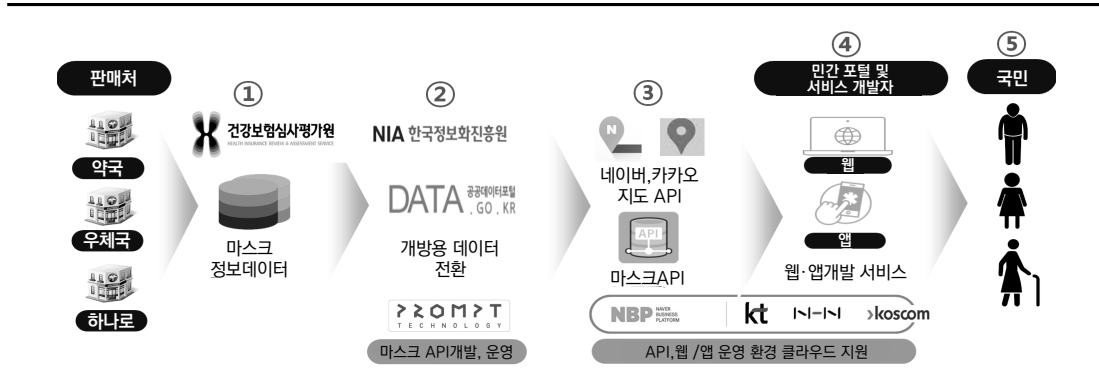 판매처
약국
우체국
하나로
①
건강보험심사평가원
HEALTH INSURANCE REVIEW & ASSESSMENT SERVICE
마스크
정보데이터
②
NIA 한국정보화진흥원
DATA 공공데이터포털
.GO.KR
개방용 데이터
전환
PROMPT
TECHNOLOGY
마스크 API개발, 운영
③
N
네이버,카카오
지도 API
API
마스크API
④
민간 포털 및
서비스 개발자
웹
앱
웹·앱개발 서비스
NBP NAVER
BUSINESS
PLATFORM
kt
NHN
koscom
API,웹 /앱 운영 환경 클라우드 지원
⑤
국민